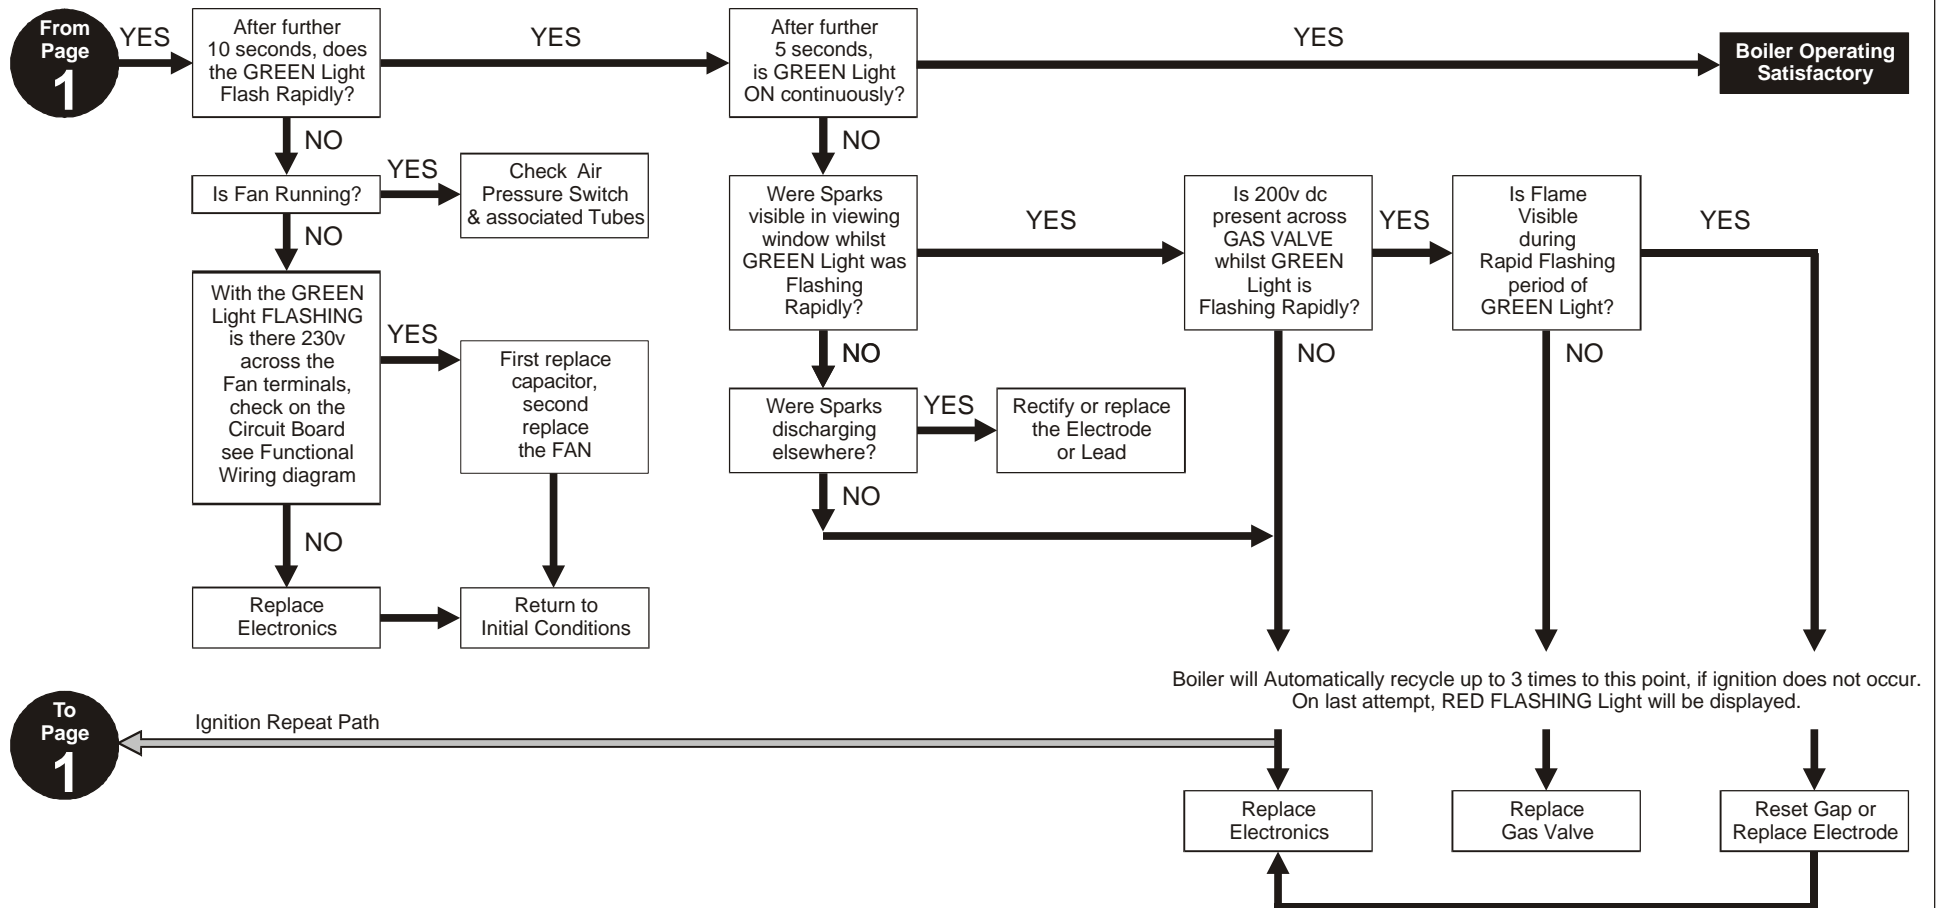 From
Page
1
YES
After further
10 seconds, does
the GREEN Light
Flash Rapidly?
YES
After further
5 seconds,
is GREEN Light
ON continuously?
YES
Boiler Operating
Satisfactory
NO
NO
Is Fan Running?
YES
Check Air
Pressure Switch
& associated Tubes
NO
Were Sparks
visible in viewing
window whilst
GREEN Light was
Flashing
Rapidly?
YES
Is 200v dc
present across
GAS VALVE
whilst GREEN
Light is
Flashing Rapidly?
YES
Is Flame
Visible
during
Rapid Flashing
period of
GREEN Light?
YES
With the GREEN
Light FLASHING
is there 230v
across the
Fan terminals,
check on the
Circuit Board
see Functional
Wiring diagram
YES
First replace
capacitor,
second
replace
the FAN
NO
NO
NO
Were Sparks
discharging
elsewhere?
YES
Rectify or replace
the Electrode
or Lead
NO
NO
Replace
Electronics
Return to
Initial Conditions
Boiler will Automatically recycle up to 3 times to this point, if ignition does not occur.
On last attempt, RED FLASHING Light will be displayed.
To
Page
1
Ignition Repeat Path
Replace
Electronics
Replace
Gas Valve
Reset Gap or
Replace Electrode